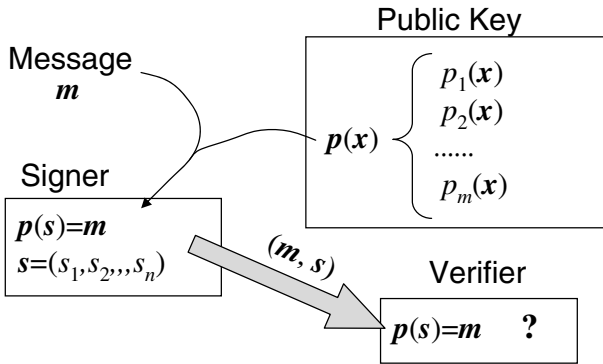 Public Key
Message
m
p(x)
p1(x)
p2(x)
......
pm(x)
Signer
p(s)=m
s=(s1,s2,,,sn)
(m, s)
Verifier
p(s)=m ?